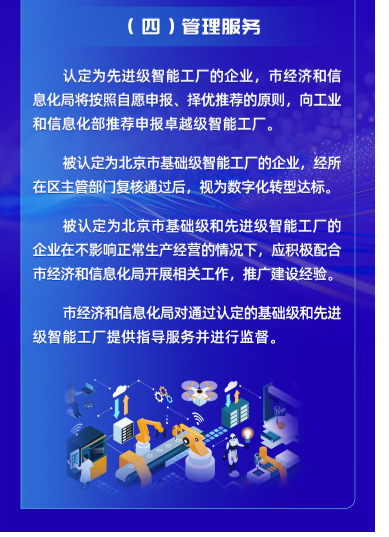 （四）管理服务
认定为先进级智能工厂的企业，市经济和信
息化局将按照自愿申报、择优推荐的原则，向工业
和信息化部推荐申报卓越级智能工厂。
被认定为北京市基础级智能工厂的企业，经所
在区主管部门复核通过后，视为数字化转型达标。
被认定为北京市基础级和先进级智能工厂的
企业在不影响正常生产经营的情况下，应积极配合
市经济和信息化局开展相关工作，推广建设经验。
市经济和信息化局对通过认定的基础级和先进
级智能工厂提供指导服务并进行监督。